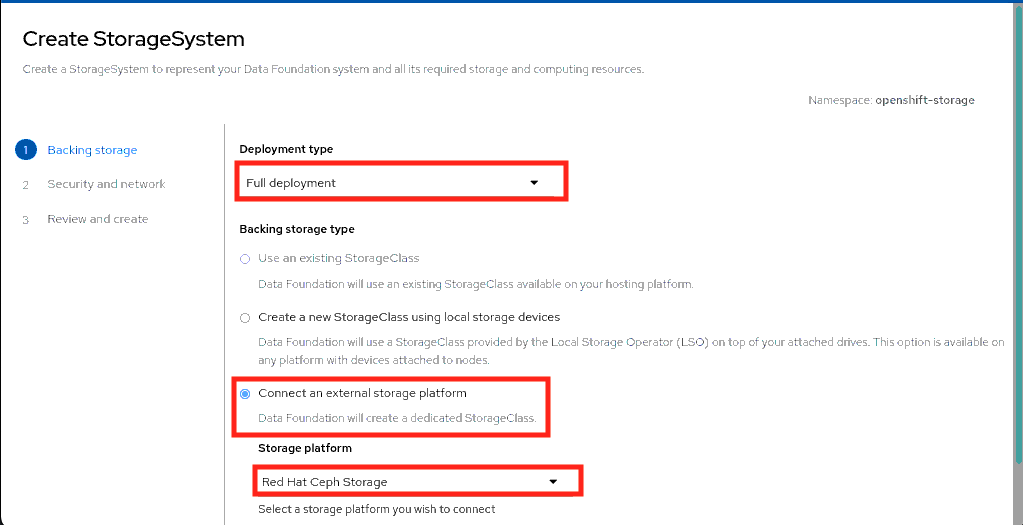 Create StorageSystem
Create a StorageSystem to represent your Data Foundation system and all its required storage and computing resources.
Namespace: openshift-storage
1 Backing storage
2 Security and network
3 Review and create
Deployment type
Full deployment
Backing storage type
Use an existing StorageClass
Data Foundation will use an existing StorageClass available on your hosting platform.
Create a new StorageClass using local storage devices
Data Foundation will use a StorageClass provided by the Local Storage Operator (LSO) on top of your attached drives. This option is available on
any platform with devices attached to nodes.
Connect an external storage platform
Data Foundation will create a dedicated StorageClass.
Storage platform
Red Hat Ceph Storage
Select a storage platform you wish to connect